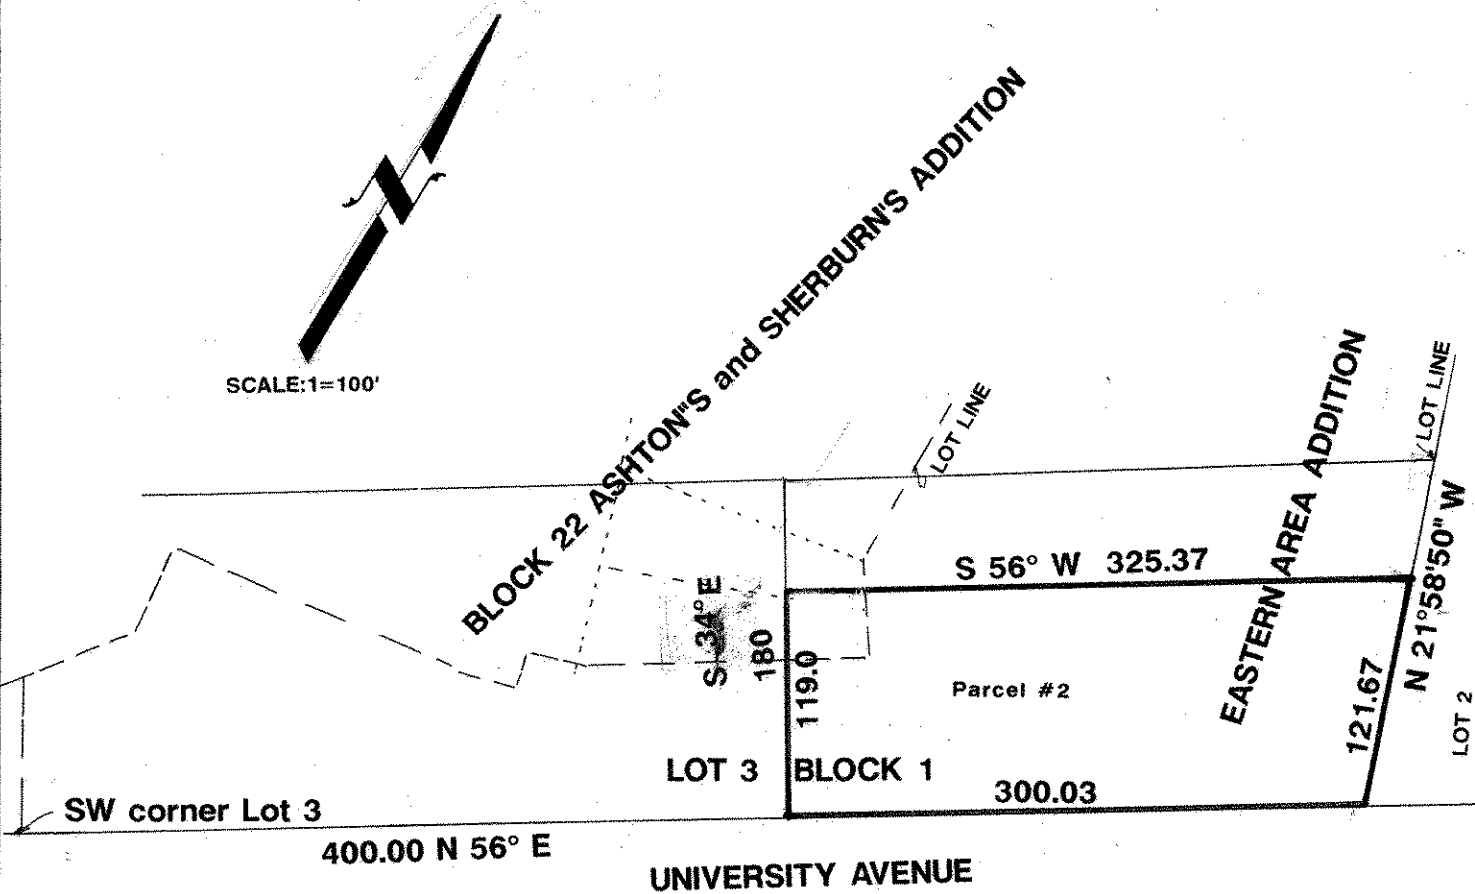 SCALE:1=100'
BLOCK 22 ASHTON"S and SHERBURN'S ADDITION
LOT LINE
LOT LINE
EASTERN AREA ADDITION
S 56° W 325.37
N 21°58'50" W
S 34° E
180
119.0
Parcel #2
121.67
LOT 2
LOT 3 BLOCK 1
300.03
SW corner Lot 3
400.00 N 56° E
UNIVERSITY AVENUE